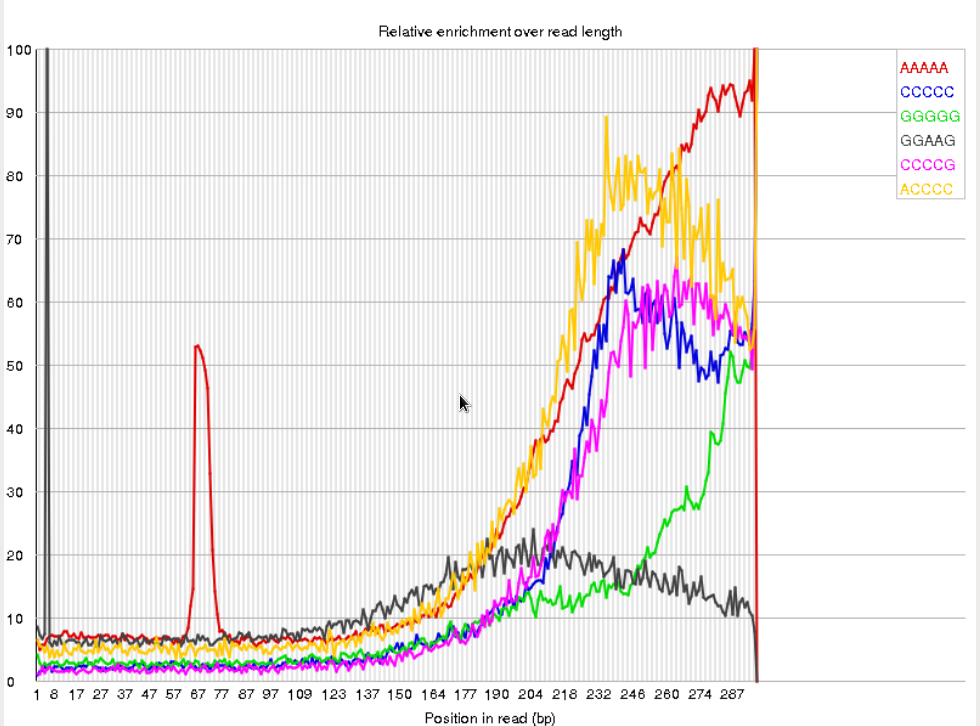 Relative enrichment over read length
100
90
80
70
60
50
40
30
20
10
0
AAAAA
CCCCC
GGGGG
GGAAG
CCCCG
ACCCC
1 8 17 27 37 47 57 67 77 87 97 109 123 137 150 164 177 190 204 218 232 246 260 274 287
Position in read (bp)